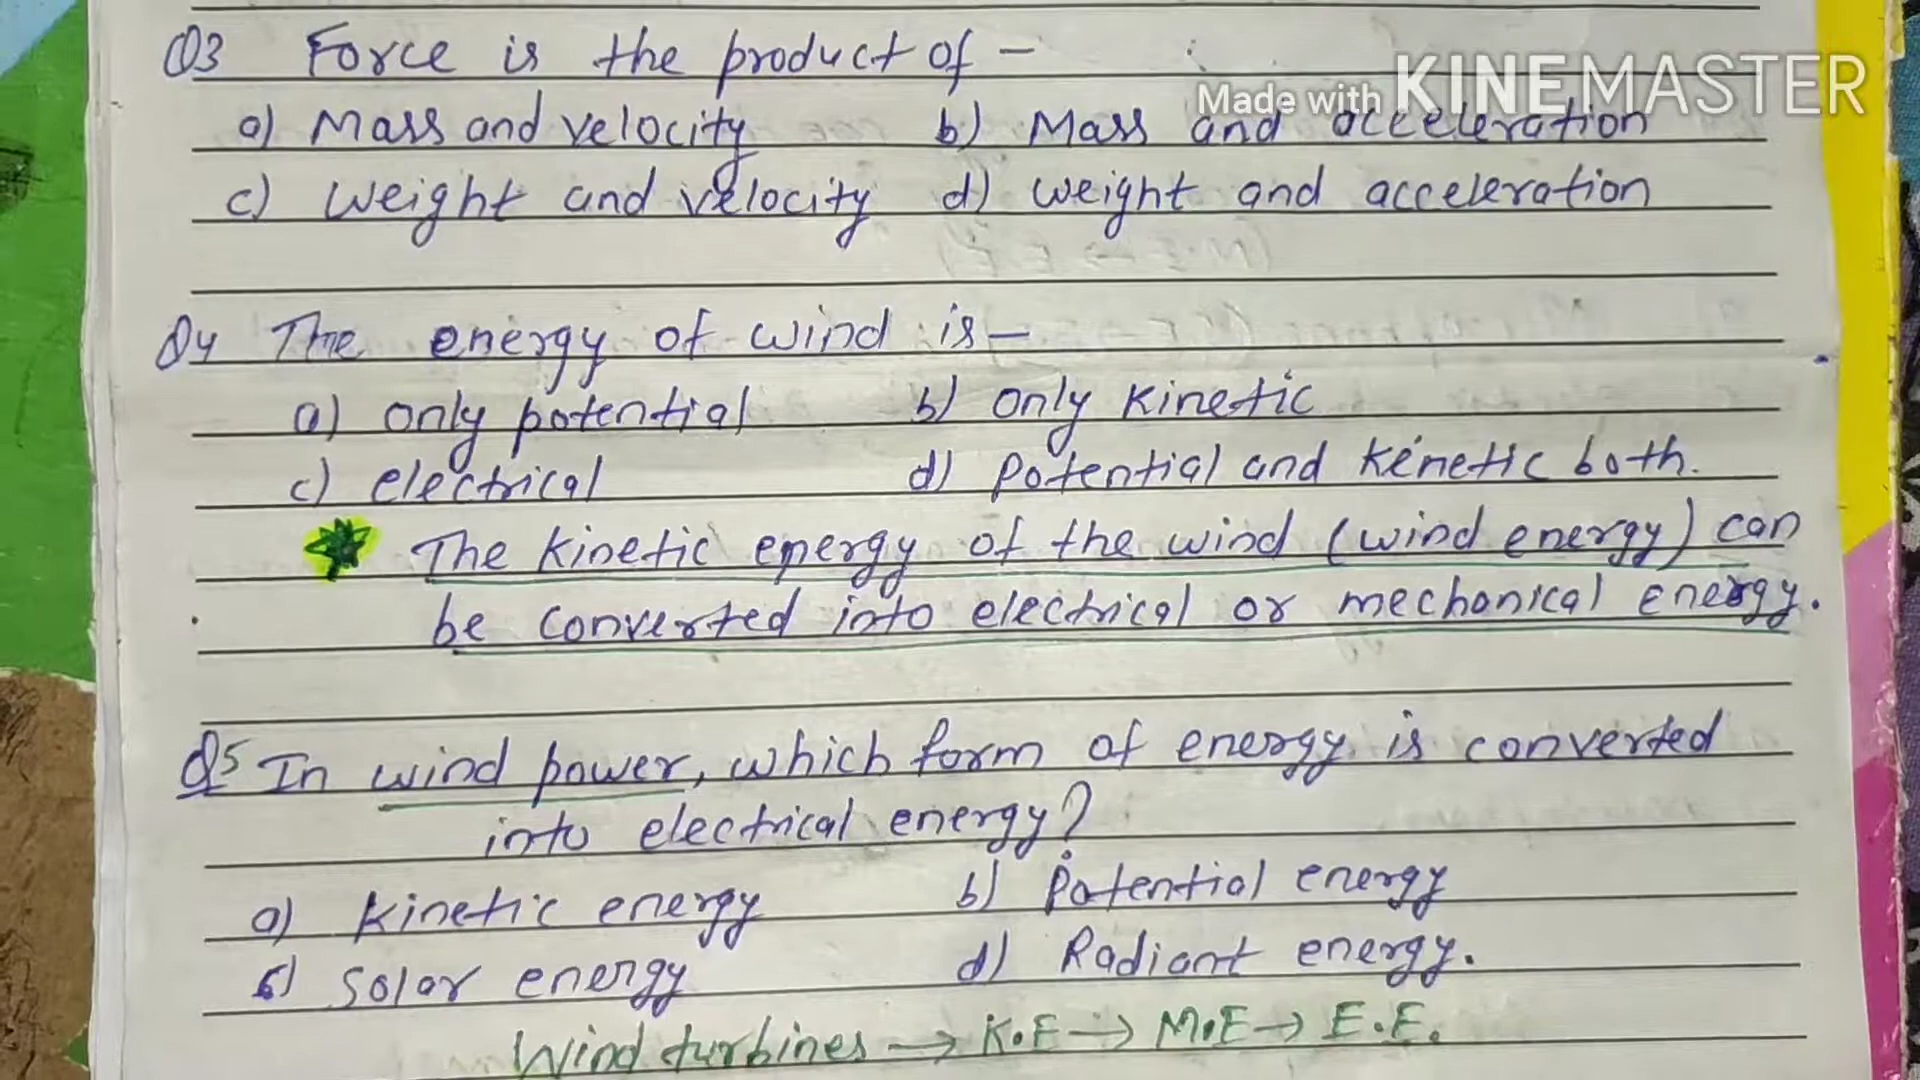 Q3 Force is the product of –
Made with KINEMASTER
a) Mass and velocity b) Mass and acceleration
c) Weight and velocity d) Weight and acceleration
Q4 The energy of wind is –
a) only potential b) only kinetic
c) electrical d) Potential and kenetic both.
The kinetic energy of the wind (wind energy) can
be converted into electrical or mechanical energy.
Q5 In wind power, which form of energy is converted
into electrical energy?
a) Kinetic energy b) Potential energy
c) Solar energy d) Radiant energy.
Wind turbines → K.E → M.E → E.E.